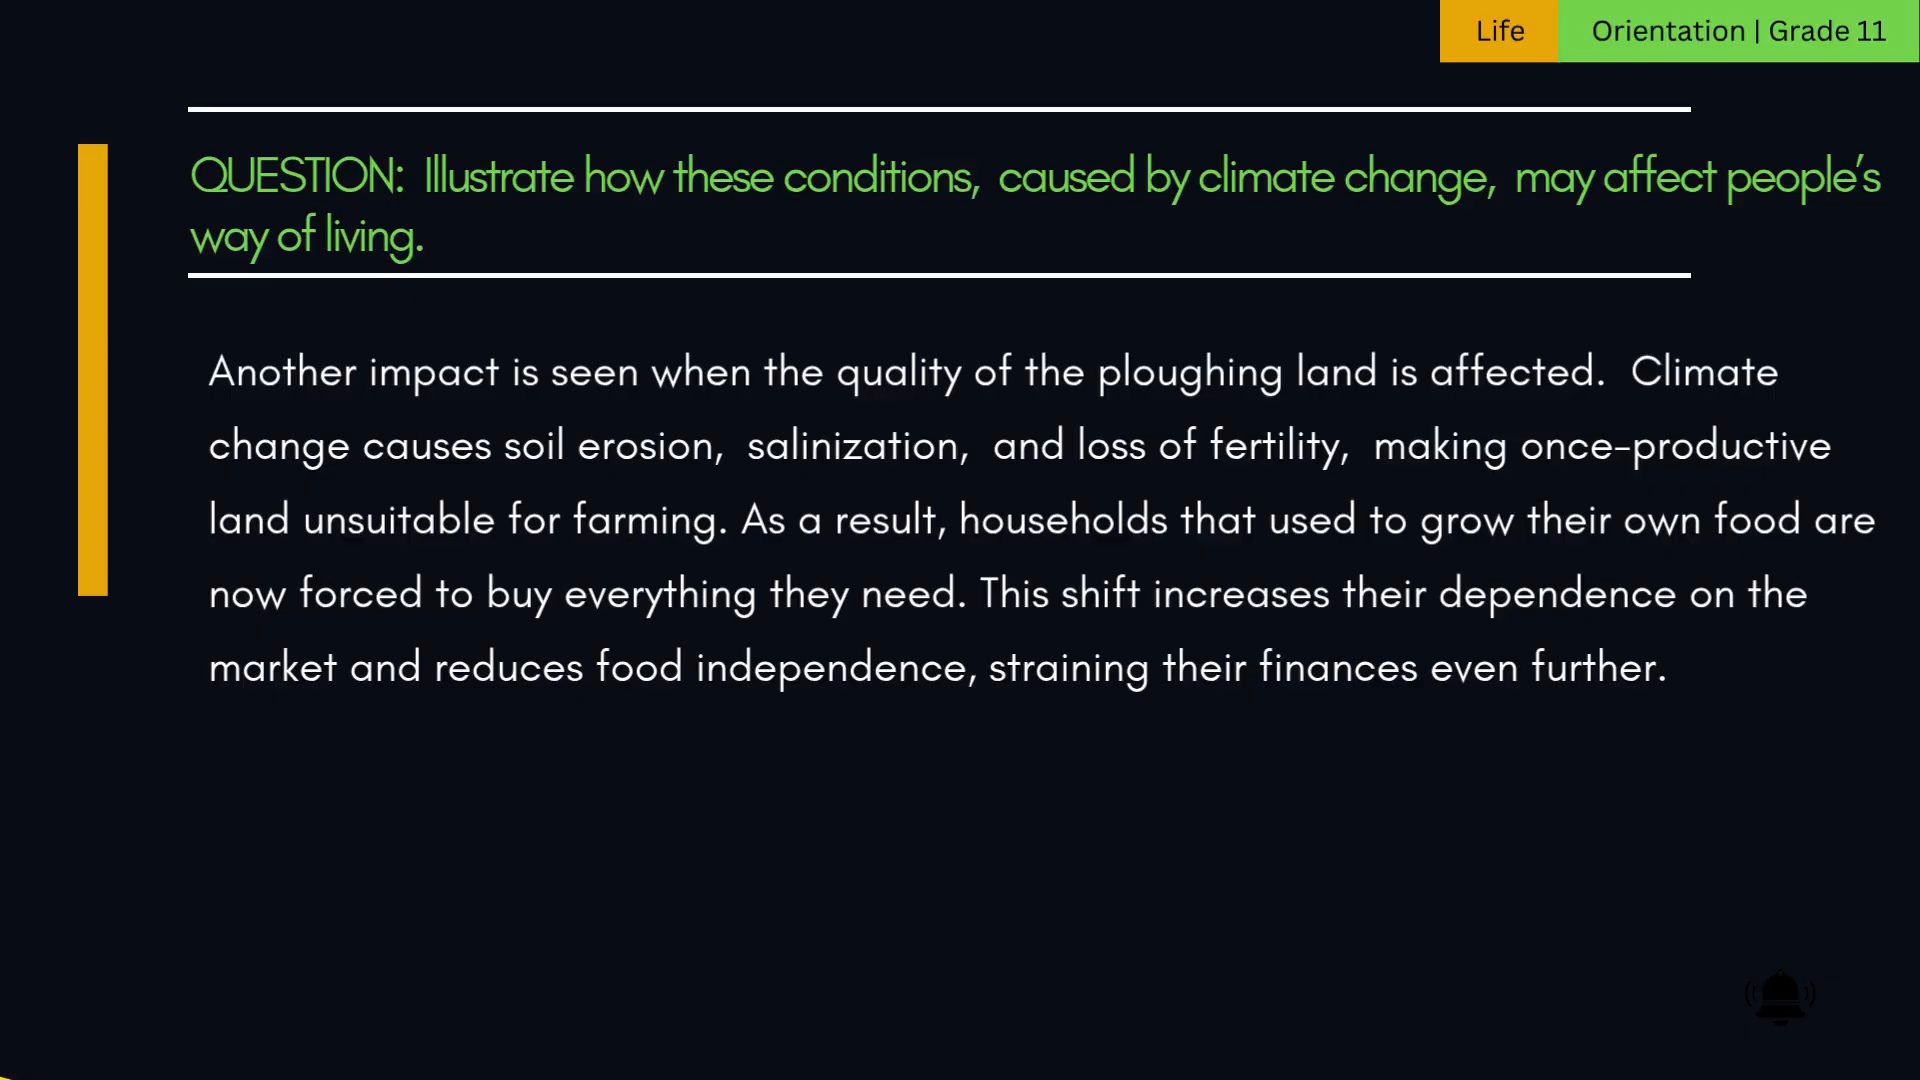 Life Orientation | Grade 11
QUESTION: Illustrate how these conditions, caused by climate change, may affect people's
way of living.
Another impact is seen when the quality of the ploughing land is affected. Climate
change causes soil erosion, salinization, and loss of fertility, making once-productive
land unsuitable for farming. As a result, households that used to grow their own food are
now forced to buy everything they need. This shift increases their dependence on the
market and reduces food independence, straining their finances even further.